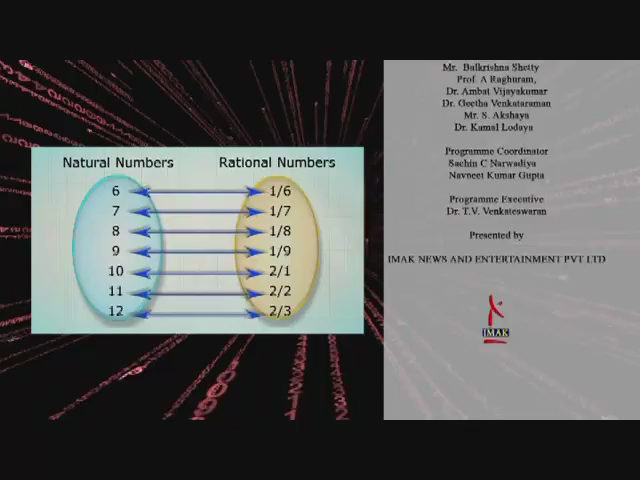 Natural Numbers Rational Numbers
6 1/6
7 1/7
8 1/8
9 1/9
10 2/1
11 2/2
12 2/3
Mr. Balkrishna Shetty
Prof. A Raghuram,
Dr. Ambat Vijayakumar
Dr. Geetha Venkataraman
Mr. S. Akshaya
Dr. Kamal Lodaya
Programme Coordinator
Sachin C Narwadiya
Navneet Kumar Gupta
Programme Executive
Dr. T.V. Venkateswaran
Presented by
IMAK NEWS AND ENTERTAINMENT PVT LTD
IMAK